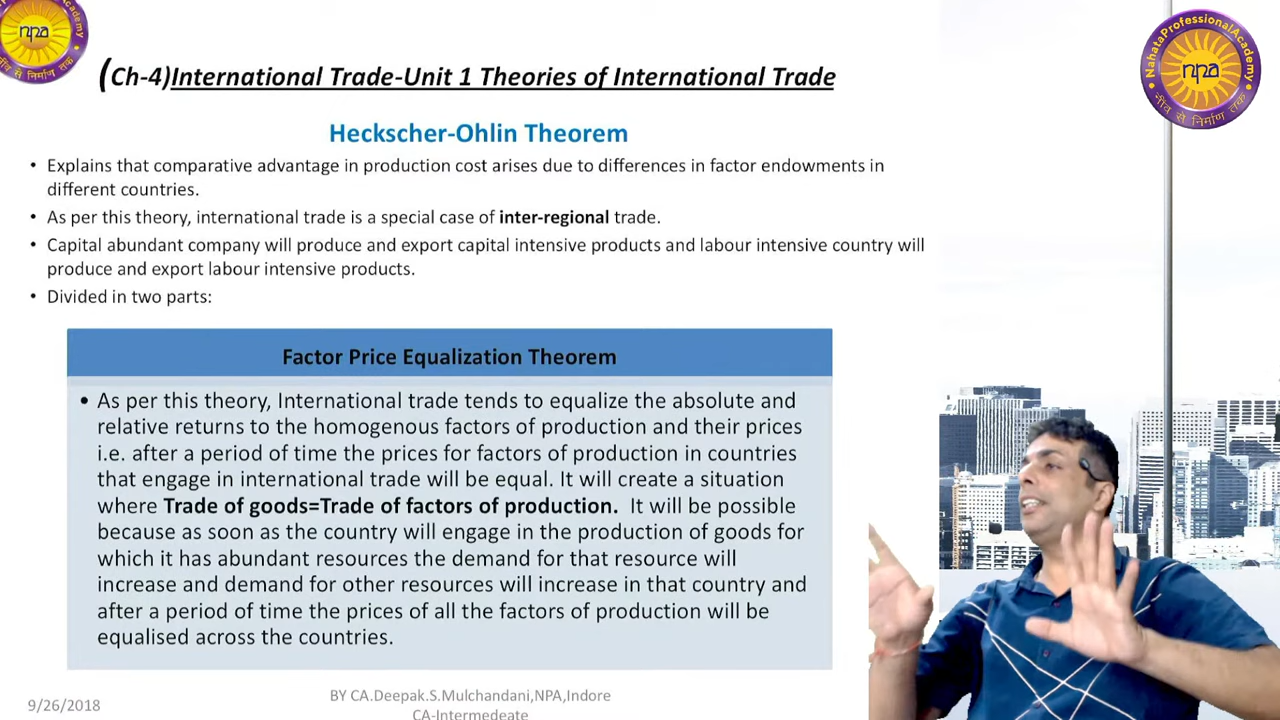 npa
नींव से निर्माण तक
NahataProfessionalAcademy
npa
नींव से निर्माण तक
(Ch-4)International Trade-Unit 1 Theories of International Trade
Heckscher-Ohlin Theorem
• Explains that comparative advantage in production cost arises due to differences in factor endowments in
different countries.
• As per this theory, international trade is a special case of inter-regional trade.
• Capital abundant company will produce and export capital intensive products and labour intensive country will
produce and export labour intensive products.
• Divided in two parts:
Factor Price Equalization Theorem
• As per this theory, International trade tends to equalize the absolute and
relative returns to the homogenous factors of production and their prices
i.e. after a period of time the prices for factors of production in countries
that engage in international trade will be equal. It will create a situation
where Trade of goods=Trade of factors of production. It will be possible
because as soon as the country will engage in the production of goods for
which it has abundant resources the demand for that resource will
increase and demand for other resources will increase in that country and
after a period of time the prices of all the factors of production will be
equalised across the countries.
9/26/2018
BY CA.Deepak.S.Mulchandani,NPA,Indore
CA-Intermedeate